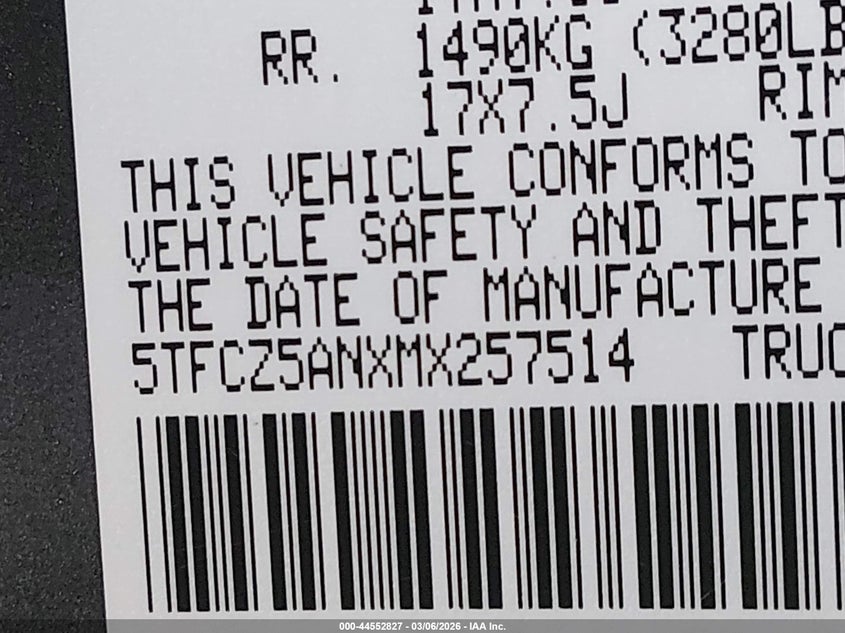 RR. 1490KG (3280LB
17X7.5J RIM
THIS VEHICLE CONFORMS TO
VEHICLE SAFETY AND THEFT
THE DATE OF MANUFACTURE
5TFCZ5ANXMX257514 TRUC
000-44552827 - 03/06/2026 - IAA Inc.